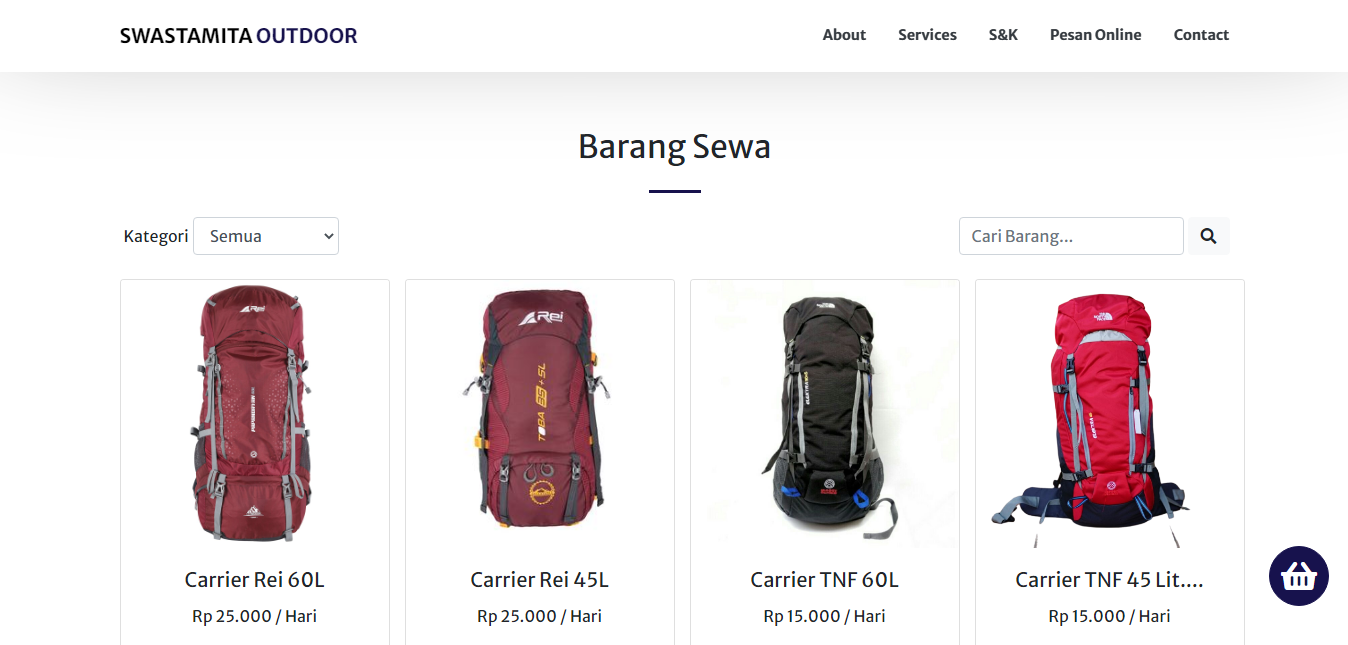 SWASTAMITA OUTDOOR
About Services S&K Pesan Online Contact
Barang Sewa
Kategori Semua
Cari Barang...
Rei
Rei
TOBA
Carrier Rei 60L
Carrier Rei 45L
Carrier TNF 60L
Carrier TNF 45 Lit....
Rp 25.000 / Hari
Rp 25.000 / Hari
Rp 15.000 / Hari
Rp 15.000 / Hari